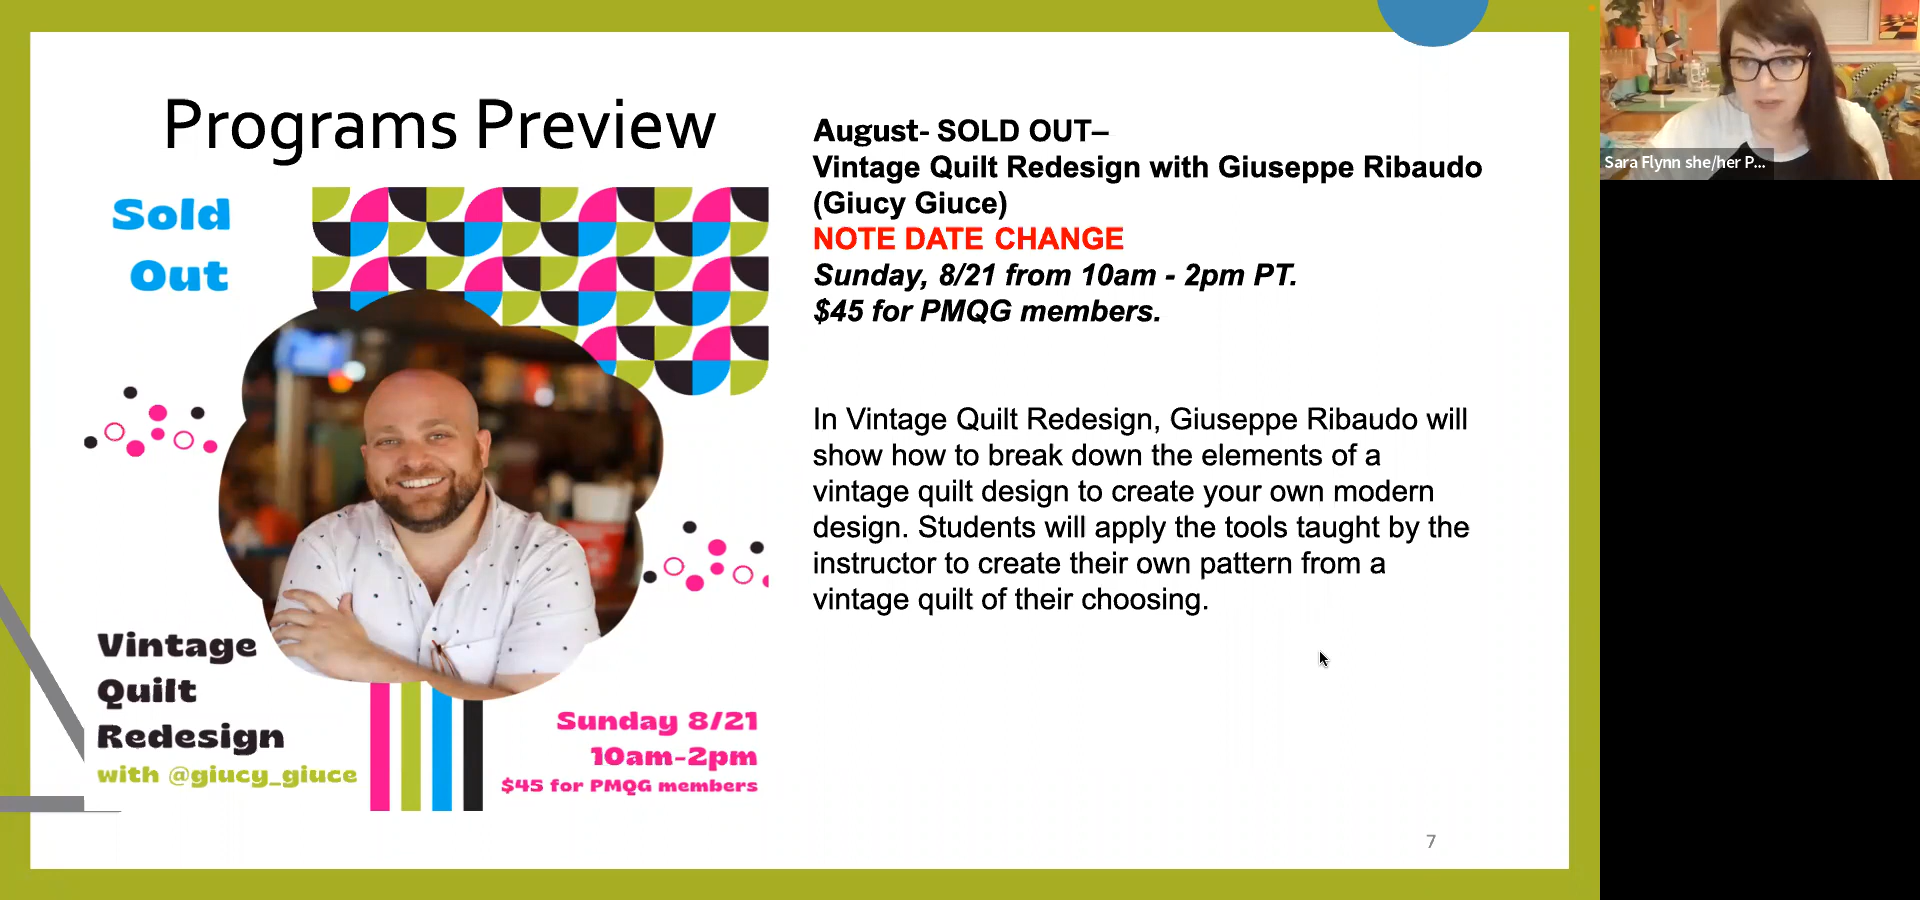 Programs Preview
Sold
Out
Vintage
Quilt
Redesign
with @giucy_giuce
Sunday 8/21
10am-2pm
$45 for PMQG members
August- SOLD OUT–
Vintage Quilt Redesign with Giuseppe Ribaudo
(Giucy Giuce)
NOTE DATE CHANGE
Sunday, 8/21 from 10am - 2pm PT.
$45 for PMQG members.
In Vintage Quilt Redesign, Giuseppe Ribaudo will
show how to break down the elements of a
vintage quilt design to create your own modern
design. Students will apply the tools taught by the
instructor to create their own pattern from a
vintage quilt of their choosing.
7
Sara Flynn she/her P...